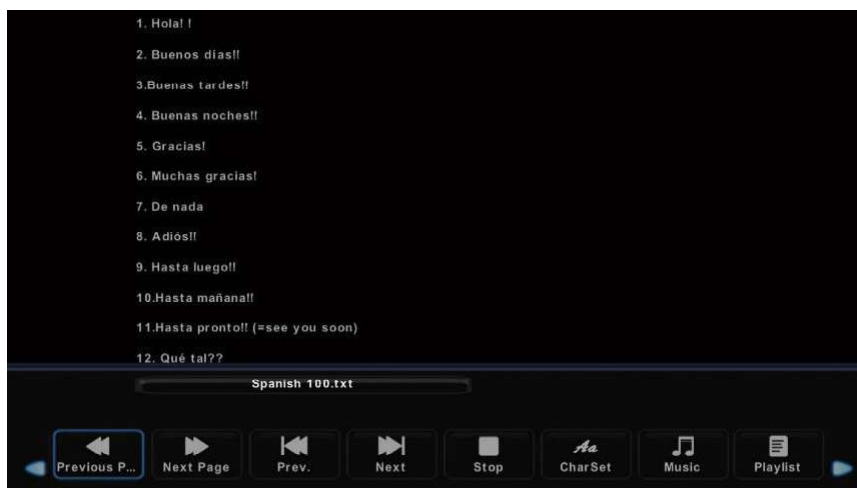 1. Hola! !
2. Buenos días!!
3.Buenas tardes!!
4. Buenas noches!!
5. Gracias!
6. Muchas gracias!
7. De nada
8. Adiós!!
9. Hasta luego!!
10.Hasta mañana!!
11.Hasta pronto!! (=see you soon)
12. Qué tal??
Spanish 100.txt
Previous P... Next Page Prev. Next Stop CharSet Music Playlist